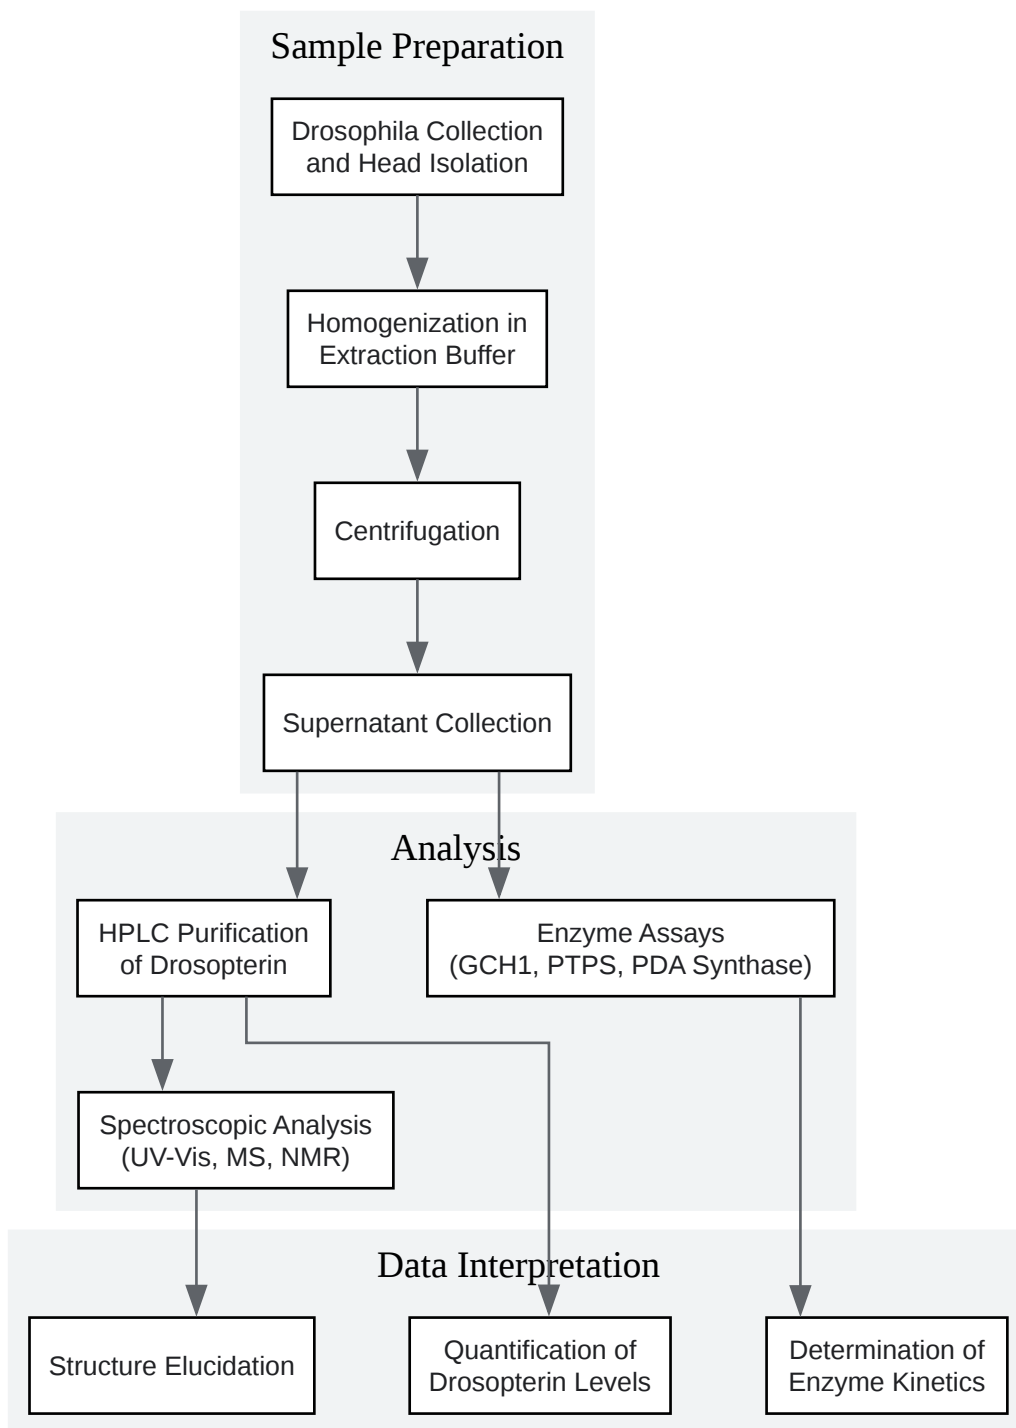 Sample Preparation
Drosophila Collection
and Head Isolation
Homogenization in
Extraction Buffer
Centrifugation
Supernatant Collection
Analysis
HPLC Purification
of Drosopterin
Enzyme Assays
(GCH1, PTPS, PDA Synthase)
Spectroscopic Analysis
(UV-Vis, MS, NMR)
Data Interpretation
Structure Elucidation
Quantification of
Drosopterin Levels
Determination of
Enzyme Kinetics